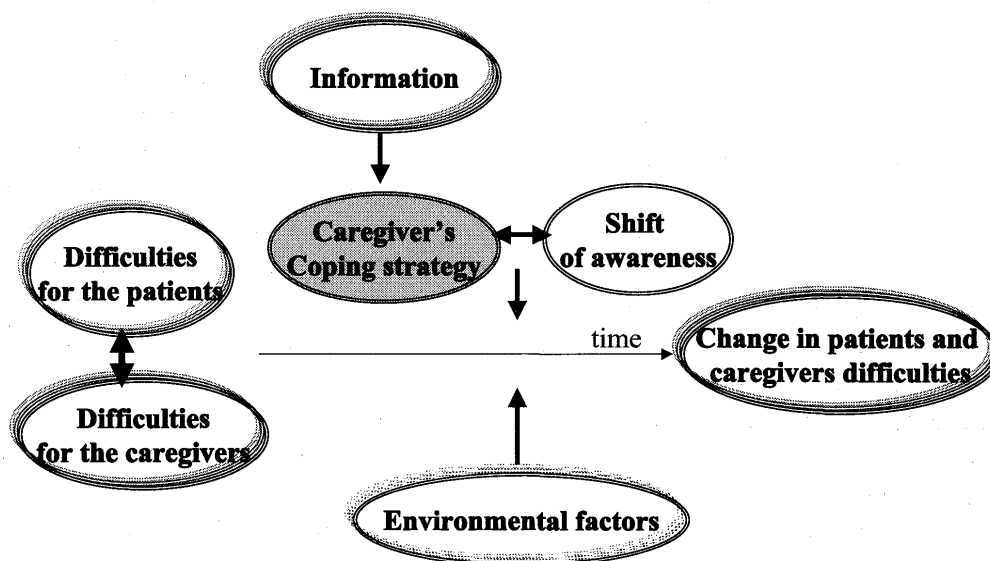 Information
Caregiver's
Coping strategy
Shift
of awareness
Difficulties
for the patients
time
Change in patients and
caregivers difficulties
Difficulties
for the caregivers
Environmental factors